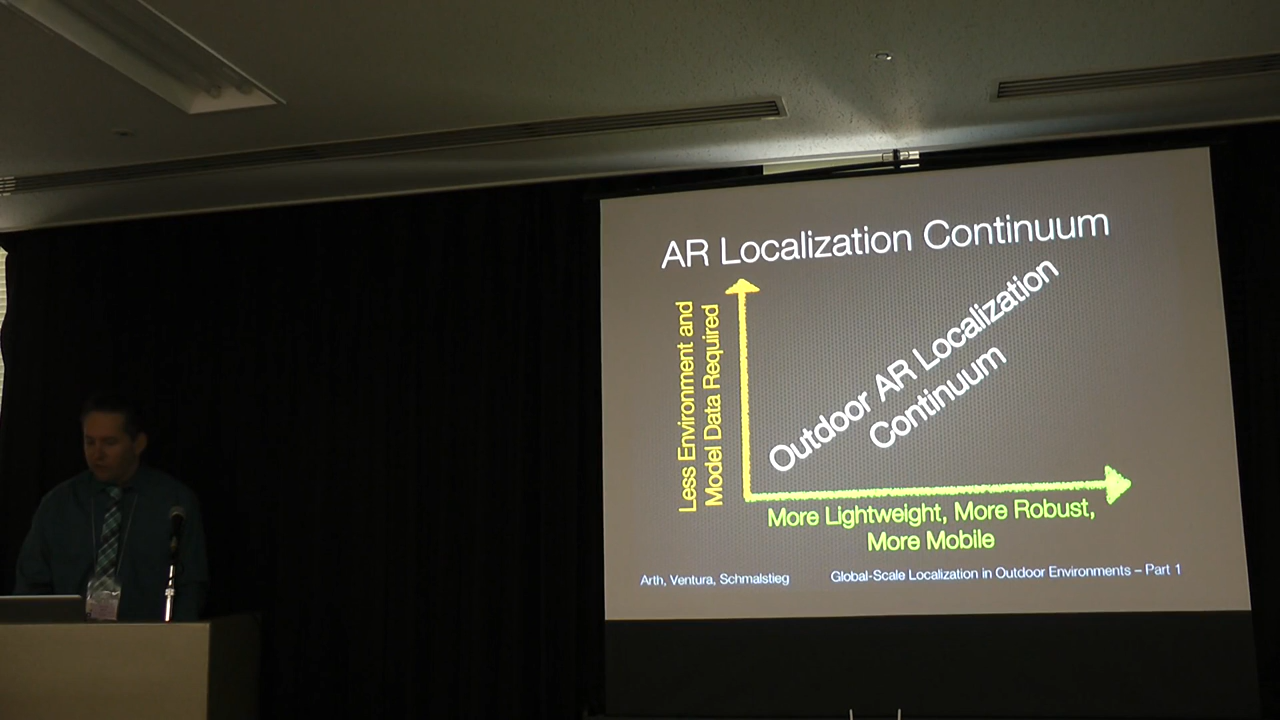 AR Localization Continuum
Less Environment and
Model Data Required
Outdoor AR Localization
Continuum
More Lightweight, More Robust,
More Mobile
Arth, Ventura, Schmalstieg
Global-Scale Localization in Outdoor Environments – Part 1